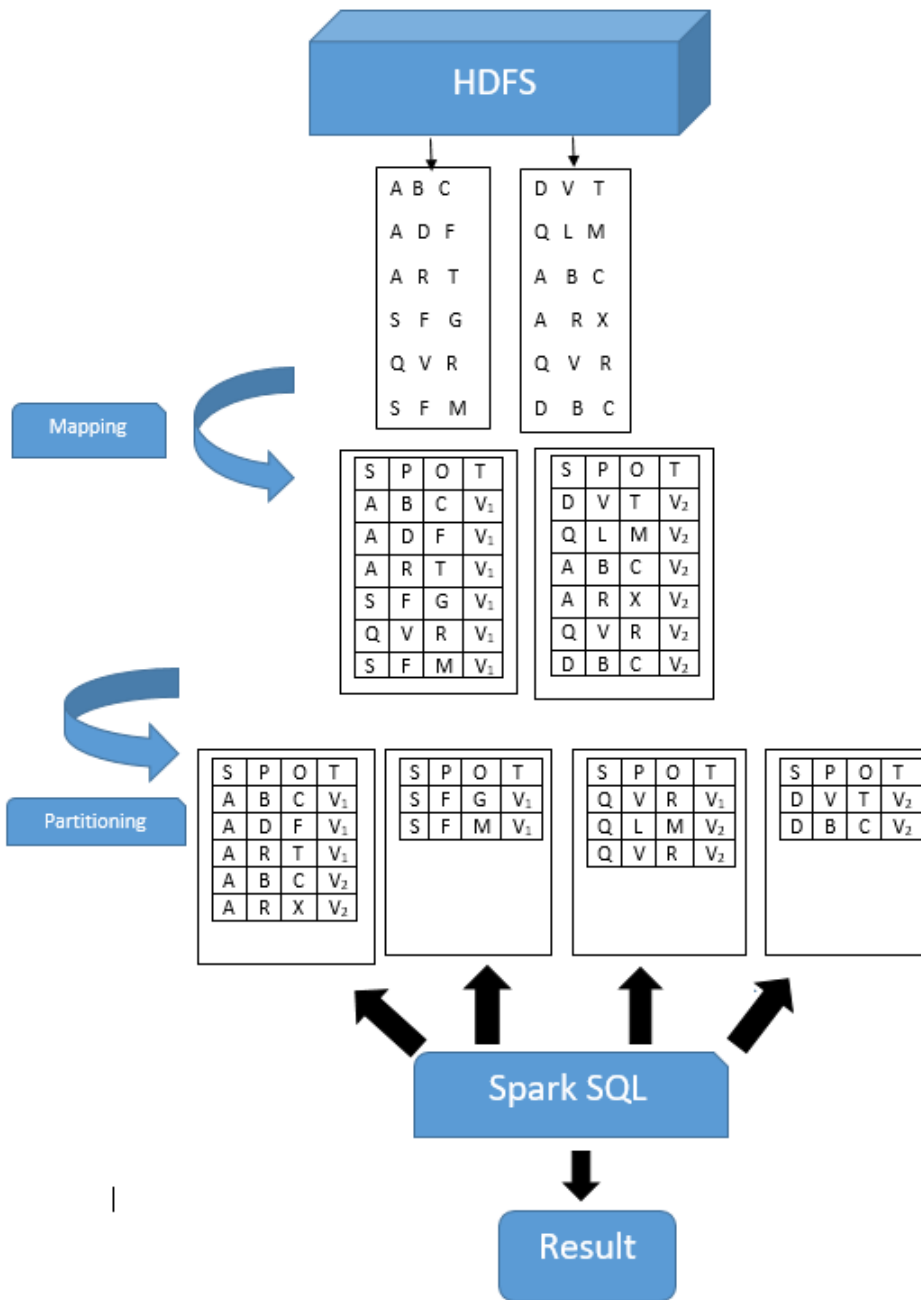 HDFS
A B C
A D F
A R T
S F G
Q V R
S F M
D V T
Q L M
A B C
A R X
Q V R
D B C
Mapping
S P O T
A B C V₁
A D F V₁
A R T V₁
S F G V₁
Q V R V₁
S F M V₁
S P O T
D V T V₂
Q L M V₂
A B C V₂
A R X V₂
Q V R V₂
D B C V₂
Partitioning
S P O T
A B C V₁
A D F V₁
A R T V₁
A B C V₂
A R X V₂
S P O T
S F G V₁
S F M V₁
S P O T
Q V R V₁
Q L M V₂
Q V R V₂
S P O T
D V T V₂
D B C V₂
Spark SQL
Result